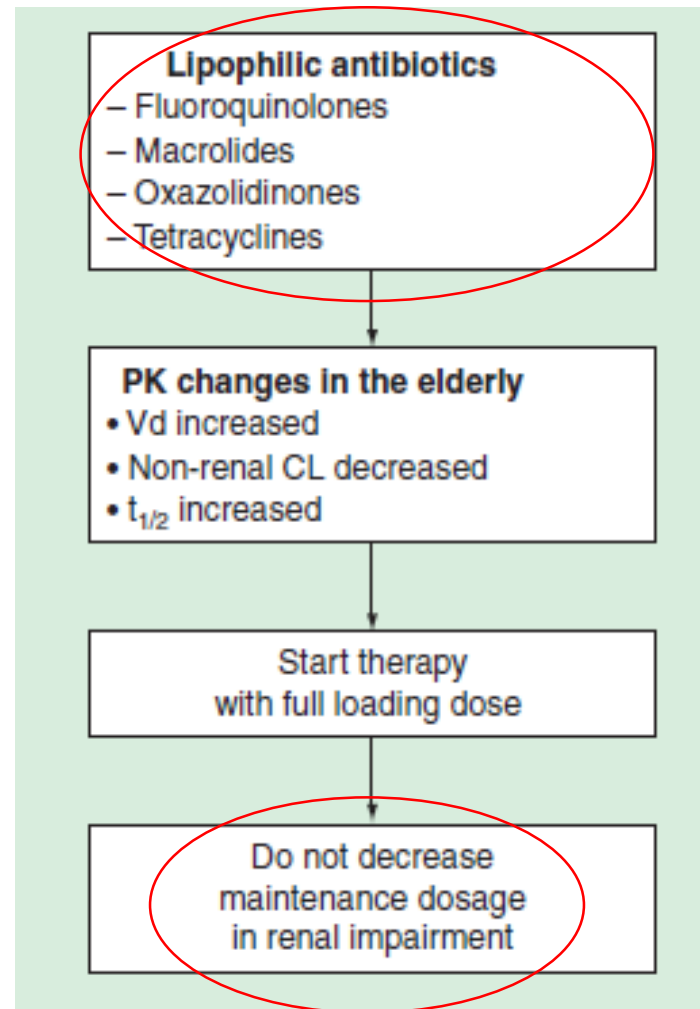 Lipophilic antibiotics
– Fluoroquinolones
– Macrolides
– Oxazolidinones
– Tetracyclines
PK changes in the elderly
• Vd increased
• Non-renal CL decreased
• t1/2 increased
Start therapy
with full loading dose
Do not decrease
maintenance dosage
in renal impairment